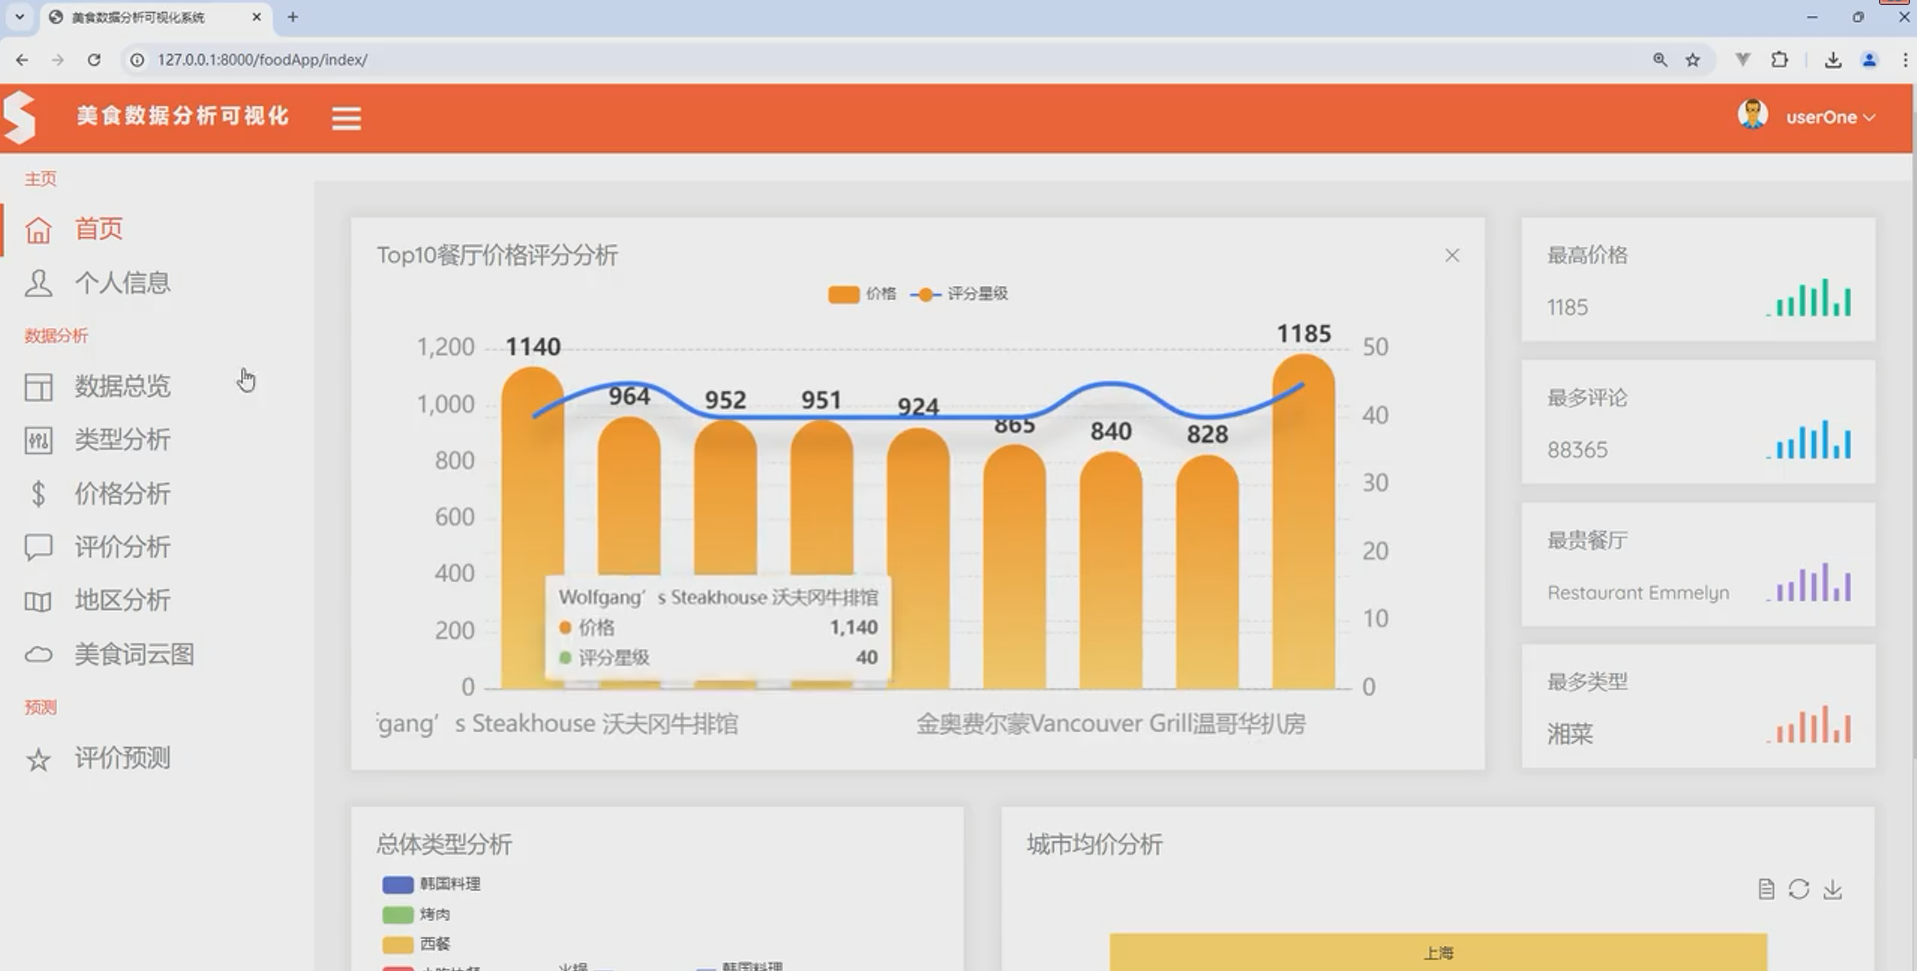 美食数据分析可视化系统
127.0.0.1:8000/foodApp/index/
美食数据分析可视化
userOne
主页
首页
个人信息
数据分析
数据总览
类型分析
价格分析
评价分析
地区分析
美食词云图
预测
评价预测
Top10餐厅价格评分分析
价格 评分星级
1,200
1,000
800
600
400
200
0
1140
964
952
951
924
865
840
828
1185
50
40
30
20
10
0
Wolfgang’s Steakhouse 沃夫冈牛排馆
价格 1,140
评分星级 40
gang’s Steakhouse 沃夫冈牛排馆
金奥费尔蒙Vancouver Grill温哥华扒房
最高价格
1185
最多评论
88365
最贵餐厅
Restaurant Emmelyn
最多类型
湘菜
总体类型分析
韩国料理
烤肉
西餐
火锅
韩国料理
城市均价分析
上海